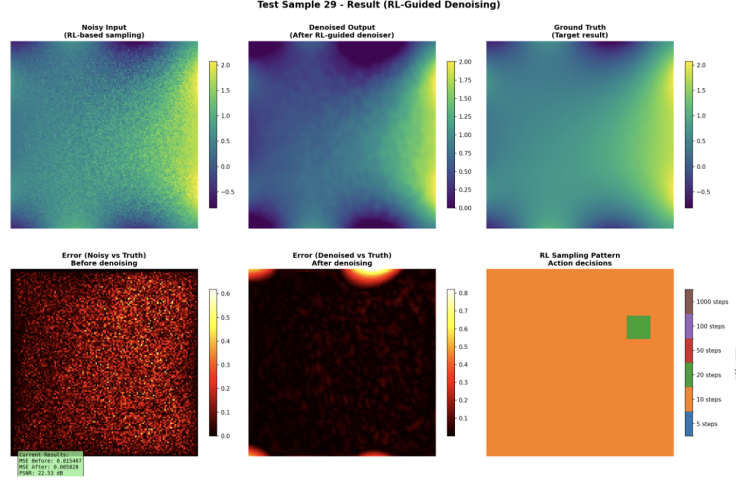 Test Sample 29 - Result (RL-Guided Denoising)
Noisy Input
(RL-based sampling)
Denoised Output
(After RL-guided denoiser)
Ground Truth
(Target result)
2.0
1.5
1.0
0.5
0.0
−0.5
2.00
1.75
1.50
1.25
1.00
0.75
0.50
0.25
0.00
2.0
1.5
1.0
0.5
0.0
−0.5
Error (Noisy vs Truth)
Before denoising
Error (Denoised vs Truth)
After denoising
RL Sampling Pattern
Action decisions
0.6
0.5
0.4
0.3
0.2
0.1
0.0
0.8
0.7
0.6
0.5
0.4
0.3
0.2
0.1
1000 steps
100 steps
50 steps
20 steps
10 steps
5 steps
Current Results:
MSE Before: 0.015487
MSE After: 0.005828
PSNR: 22.53 dB